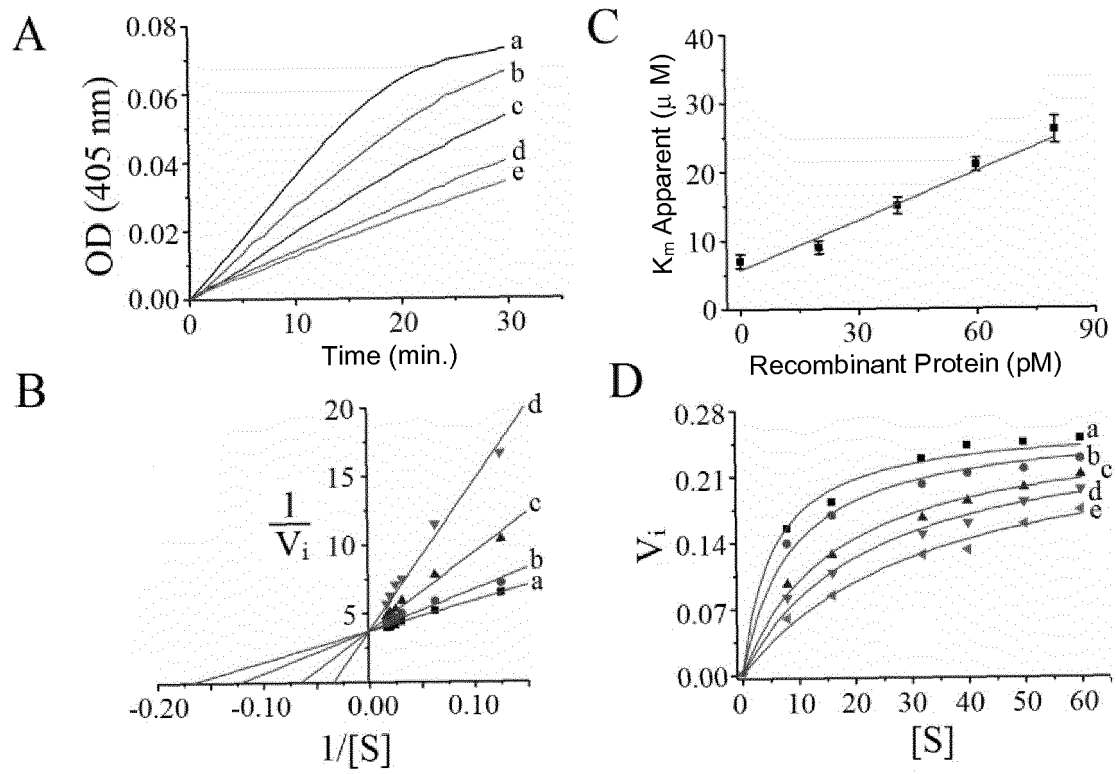 A
OD (405 nm)
0.08
0.06
0.04
0.02
0.00
a
b
c
d
e
0
10
20
30
Time (min.)
C
Km Apparent (μ M)
40
30
20
10
0
0
30
60
90
Recombinant Protein (pM)
B
1
Vi
20
15
10
5
d
c
b
a
-0.20
-0.10
0.00
0.10
1/[S]
D
Vi
0.28
0.21
0.14
0.07
0.00
a
b
c
d
e
0
10
20
30
40
50
60
[S]